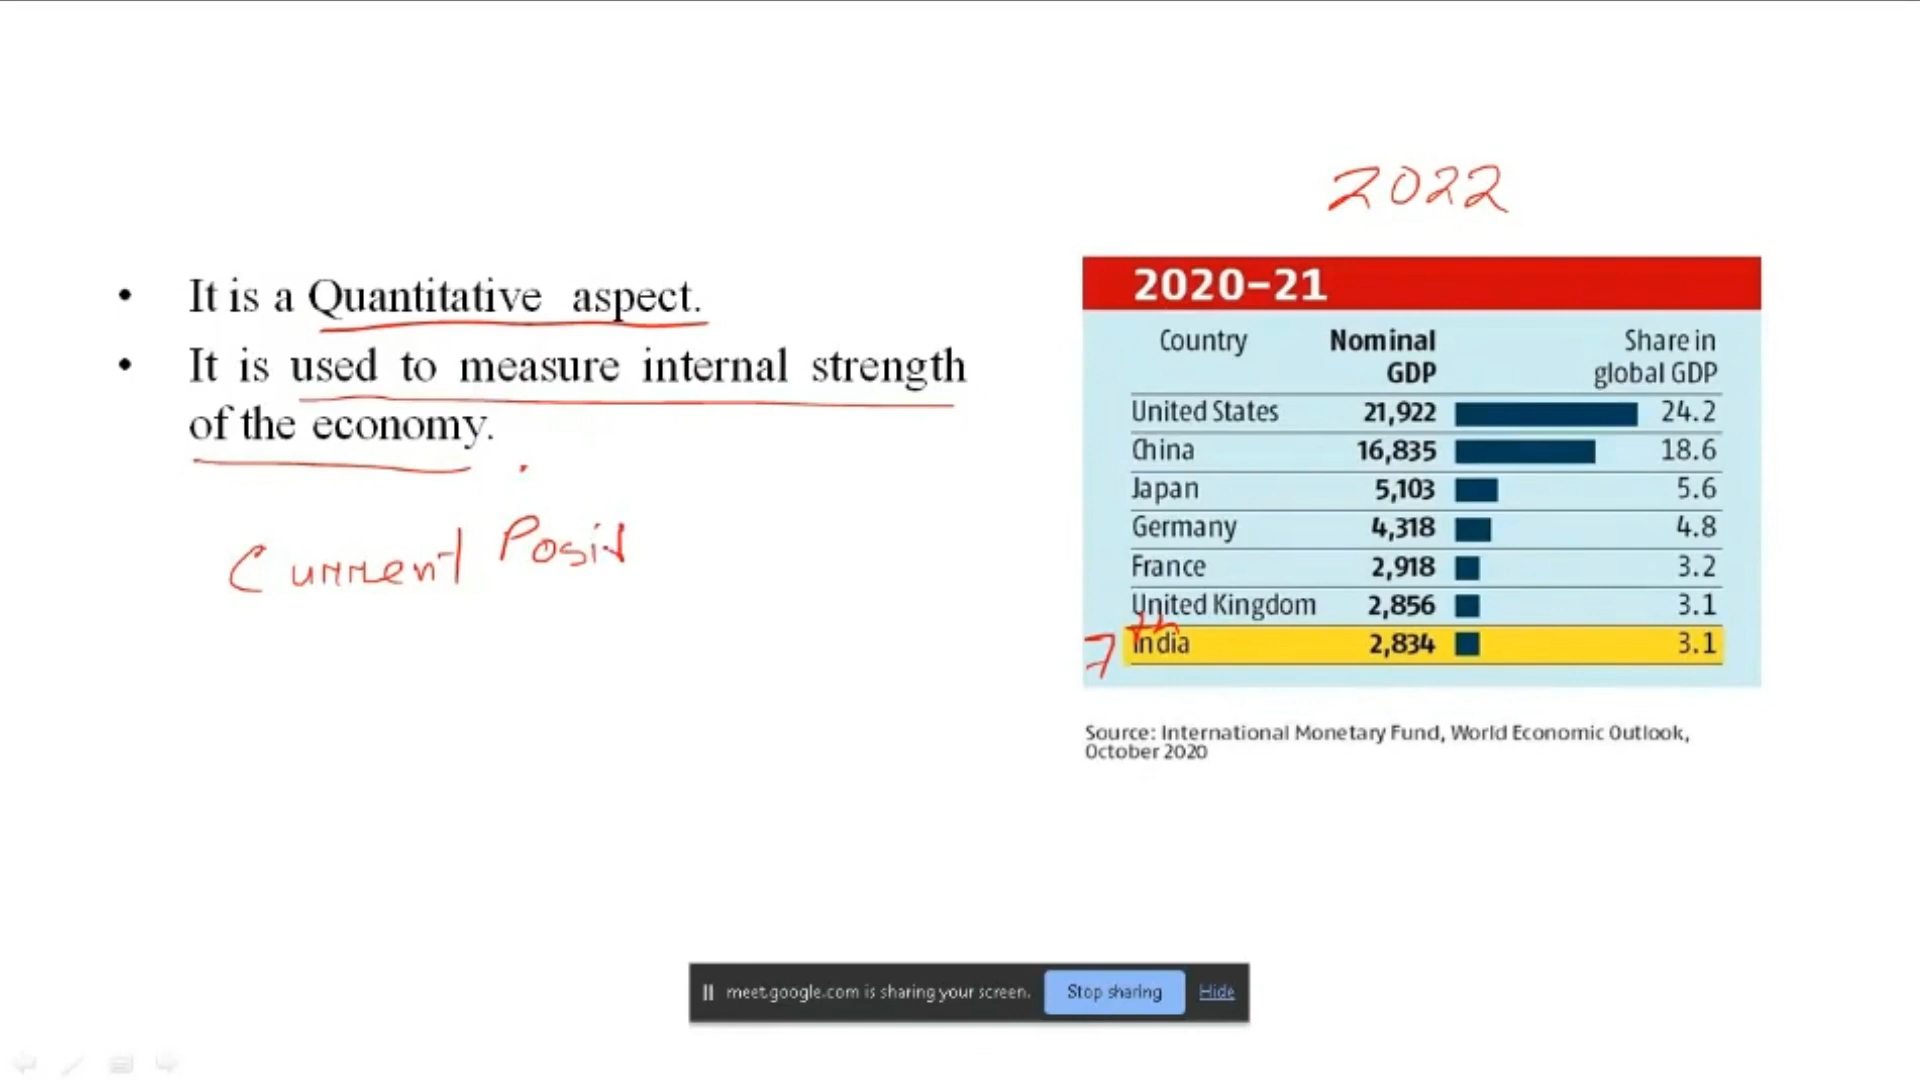 2022
• It is a Quantitative aspect.
• It is used to measure internal strength
of the economy.
Current Posit
2020–21
Country Nominal GDP Share in global GDP
United States 21,922 24.2
China 16,835 18.6
Japan 5,103 5.6
Germany 4,318 4.8
France 2,918 3.2
United Kingdom 2,856 3.1
7th India 2,834 3.1
Source: International Monetary Fund, World Economic Outlook,
October 2020
meet.google.com is sharing your screen. Stop sharing Hide